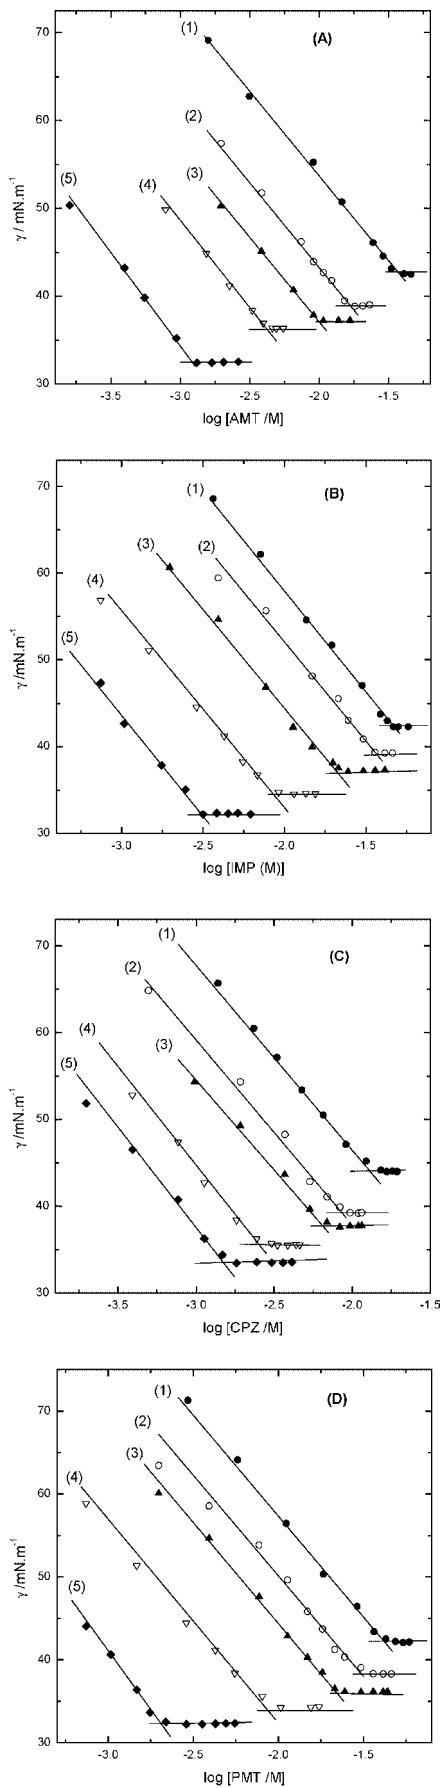 (A)
(1)
(2)
(3)
(4)
(5)
70
60
50
40
30
γ / mN.m⁻¹
-3.5 -3.0 -2.5 -2.0 -1.5
log [AMT /M]
(B)
(1)
(2)
(3)
(4)
(5)
70
60
50
40
30
γ / mN.m⁻¹
-3.0 -2.5 -2.0 -1.5
log [IMP (M)]
(C)
(1)
(2)
(3)
(4)
(5)
70
60
50
40
30
γ / mN.m⁻¹
-3.5 -3.0 -2.5 -2.0 -1.5
log [CPZ /M]
(D)
(1)
(2)
(3)
(4)
(5)
70
60
50
40
30
γ / mN.m⁻¹
-3.0 -2.5 -2.0 -1.5
log [PMT /M]